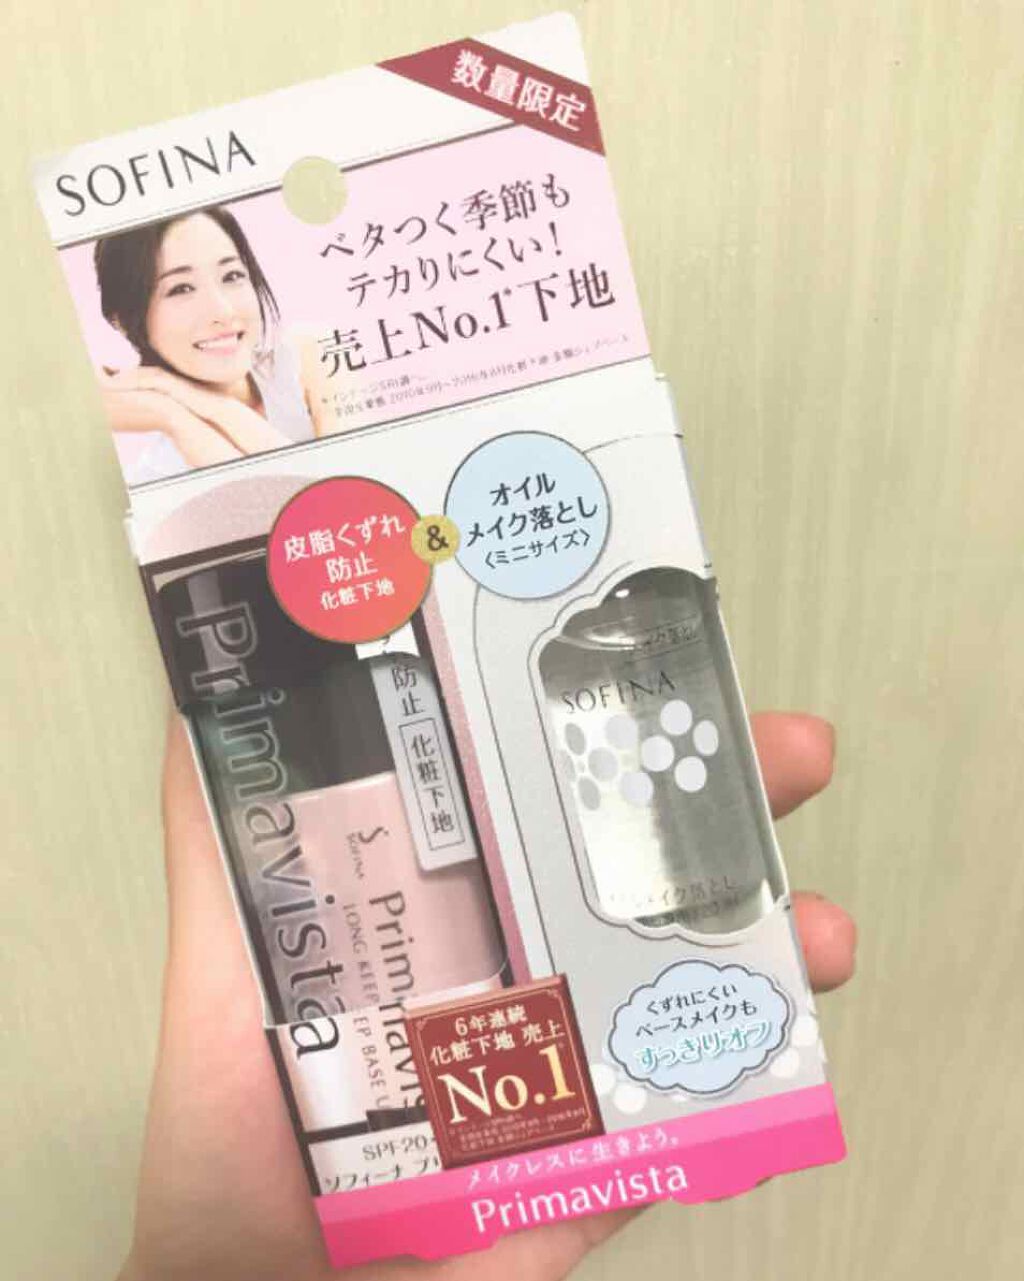 数量限定
SOFINA
ベタつく季節も
テカりにくい!
売上No.1*下地
皮脂くずれ
防止
化粧下地
&
オイル
メイク落とし
〈ミニサイズ〉
Primavista
防止
化粧下地
S
SOFINA
Primavis
LONG KEEP BASE U
SPF20
ソフィーナ プリ
SOFINA
メイク落とし
6年連続
化粧下地 売上
No.1*
くずれにくい
ベースメイクも
すっきりオフ
メイクレスに生きよう。
Primavista